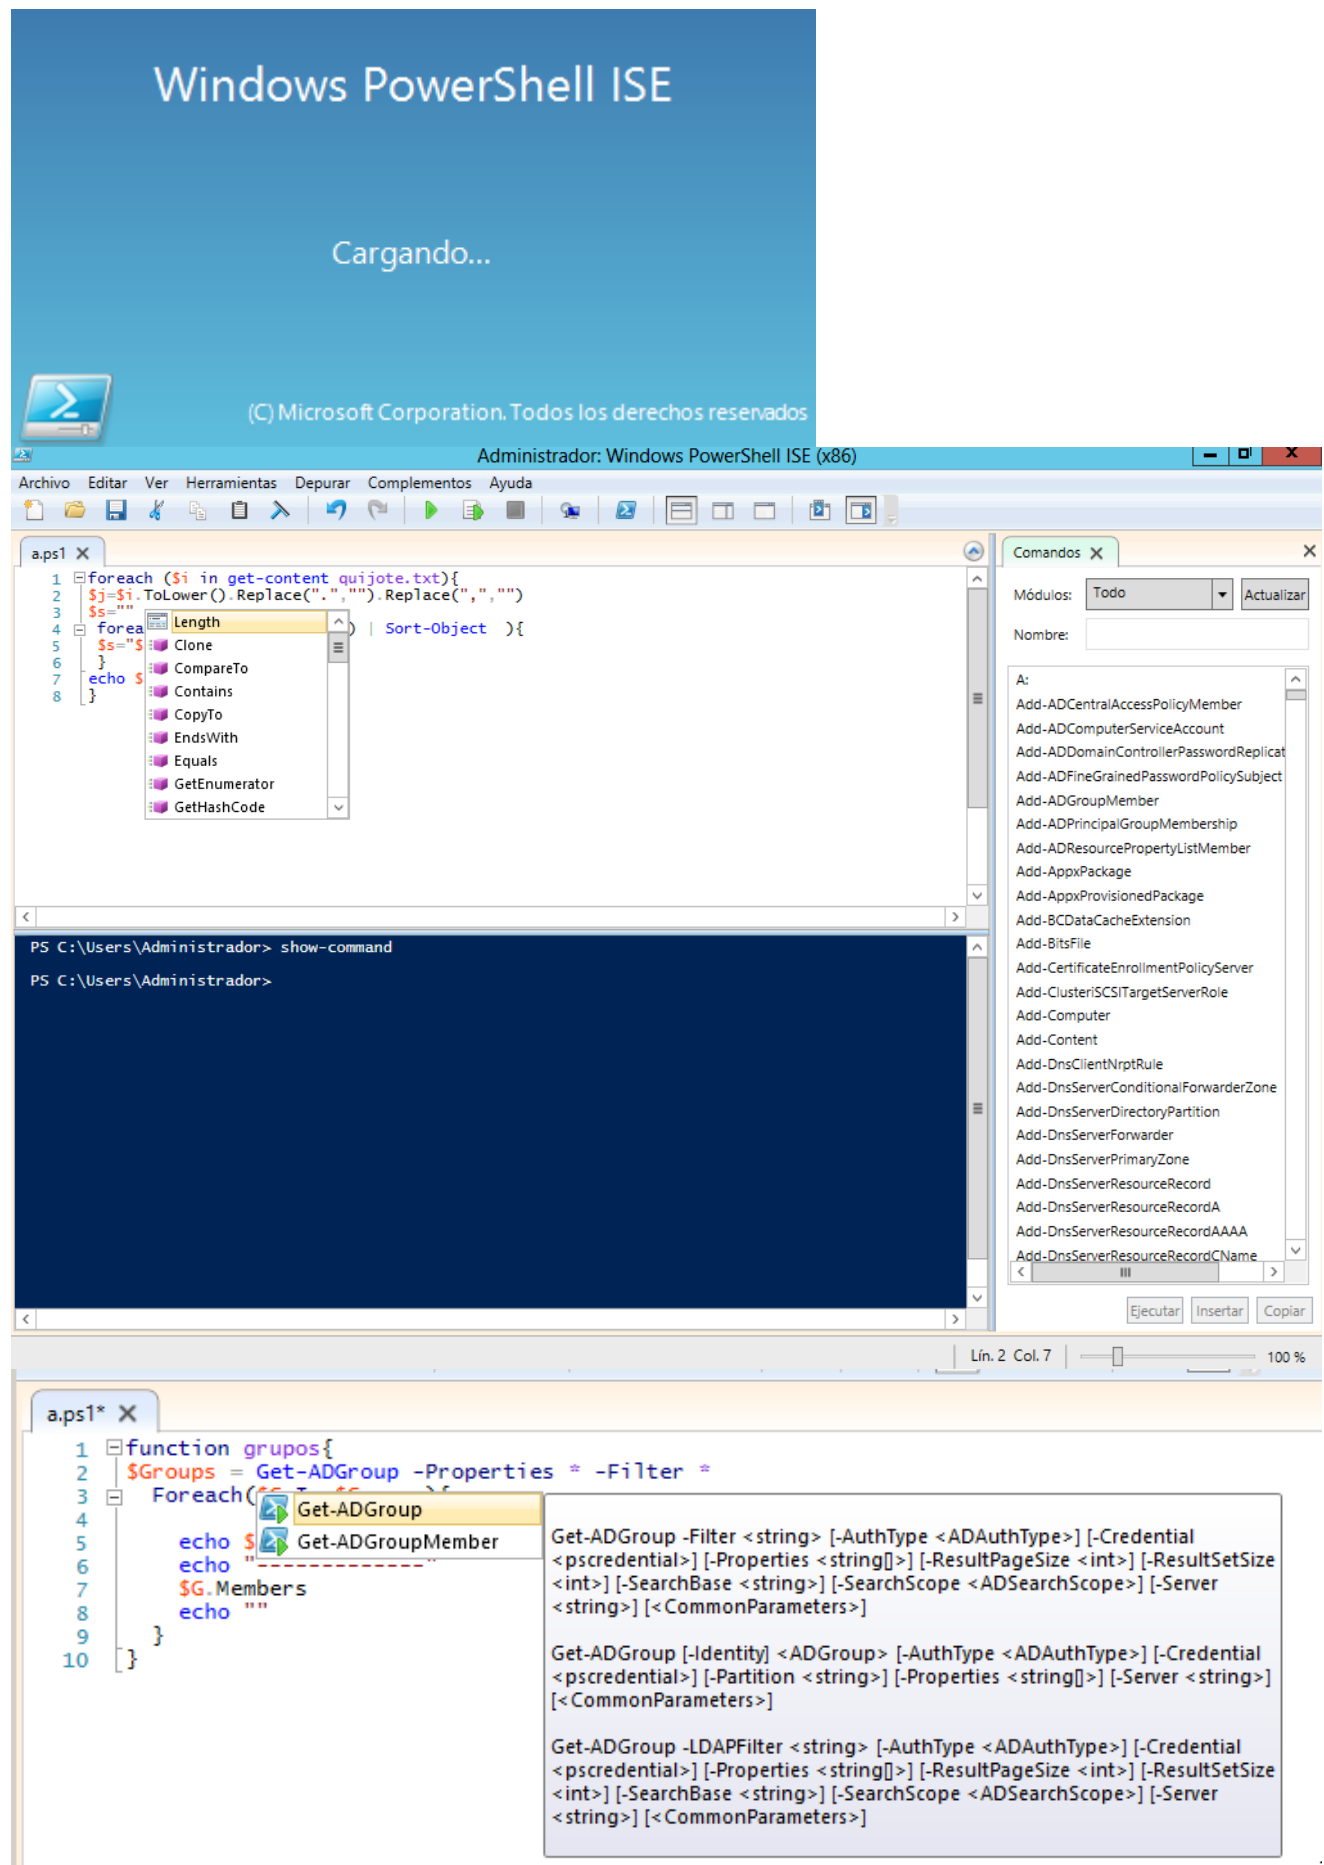 Windows PowerShell ISE
Cargando...
(C) Microsoft Corporation. Todos los derechos reservados
Administrador: Windows PowerShell ISE (x86)
Archivo Editar Ver Herramientas Depurar Complementos Ayuda
a.ps1
1 foreach ($i in get-content quijote.txt){
2 $j=$i.ToLower().Replace(".","").Replace(",","")
3 $s=""
4 forea ) | Sort-Object ){
5 $s="$
6 }
7 echo $
8 }
Length
Clone
CompareTo
Contains
CopyTo
EndsWith
Equals
GetEnumerator
GetHashCode
PS C:\Users\Administrador> show-command
PS C:\Users\Administrador>
Comandos
Módulos: Todo Actualizar
Nombre:
A:
Add-ADCentralAccessPolicyMember
Add-ADComputerServiceAccount
Add-ADDomainControllerPasswordReplicat
Add-ADFineGrainedPasswordPolicySubject
Add-ADGroupMember
Add-ADPrincipalGroupMembership
Add-ADResourcePropertyListMember
Add-AppxPackage
Add-AppxProvisionedPackage
Add-BCDataCacheExtension
Add-BitsFile
Add-CertificateEnrollmentPolicyServer
Add-ClusteriSCSITargetServerRole
Add-Computer
Add-Content
Add-DnsClientNrptRule
Add-DnsServerConditionalForwarderZone
Add-DnsServerDirectoryPartition
Add-DnsServerForwarder
Add-DnsServerPrimaryZone
Add-DnsServerResourceRecord
Add-DnsServerResourceRecordA
Add-DnsServerResourceRecordAAAA
Add-DnsServerResourceRecordCName
Ejecutar Insertar Copiar
Lín. 2 Col. 7 100 %
a.ps1*
1 function grupos{
2 $Groups = Get-ADGroup -Properties * -Filter *
3 Foreach(
4
5 echo $
6 echo "-------------"
7 $G.Members
8 echo ""
9 }
10 }
Get-ADGroup
Get-ADGroupMember
Get-ADGroup -Filter <string> [-AuthType <ADAuthType>] [-Credential
<pscredential>] [-Properties <string[]>] [-ResultPageSize <int>] [-ResultSetSize
<int>] [-SearchBase <string>] [-SearchScope <ADSearchScope>] [-Server
<string>] [<CommonParameters>]
Get-ADGroup [-Identity] <ADGroup> [-AuthType <ADAuthType>] [-Credential
<pscredential>] [-Partition <string>] [-Properties <string[]>] [-Server <string>]
[<CommonParameters>]
Get-ADGroup -LDAPFilter <string> [-AuthType <ADAuthType>] [-Credential
<pscredential>] [-Properties <string[]>] [-ResultPageSize <int>] [-ResultSetSize
<int>] [-SearchBase <string>] [-SearchScope <ADSearchScope>] [-Server
<string>] [<CommonParameters>]